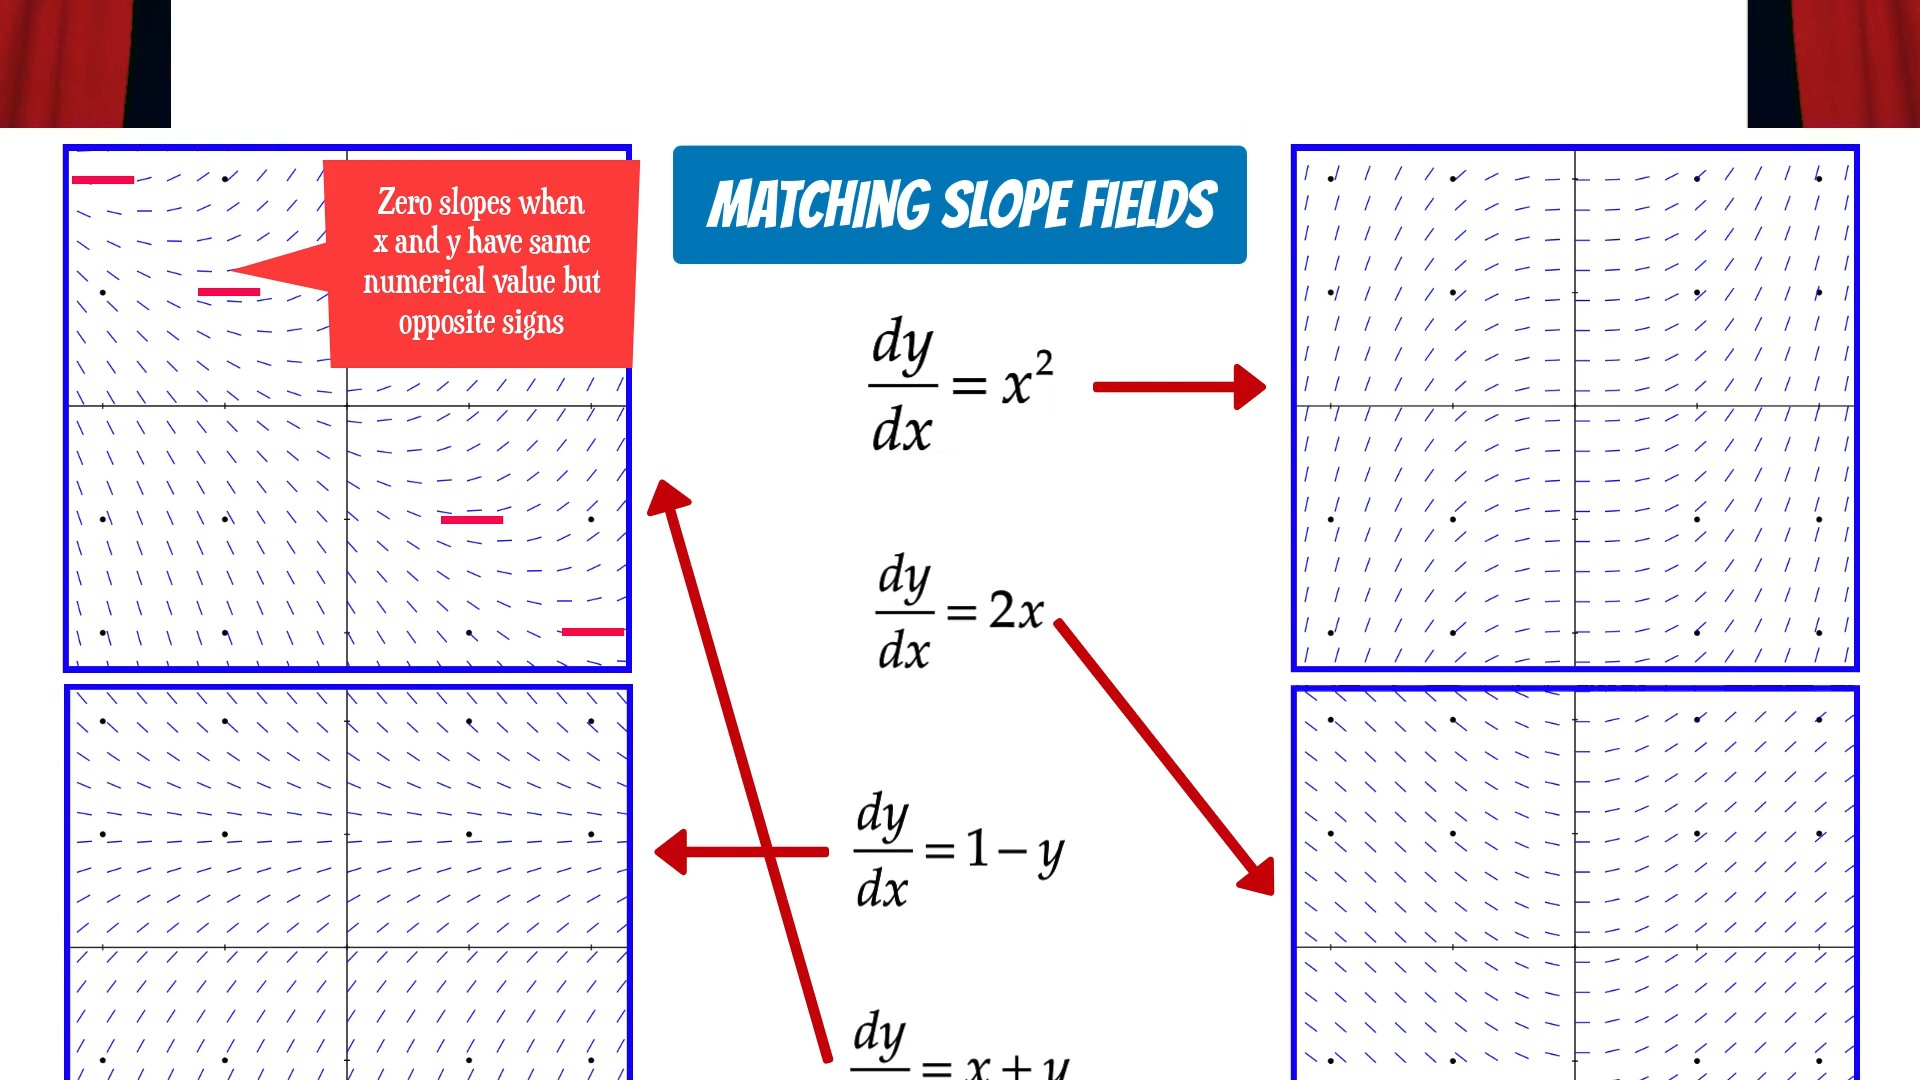 MATCHING SLOPE FIELDS
Zero slopes when
x and y have same
numerical value but
opposite signs
dy/dx = x²
dy/dx = 2x
dy/dx = 1 − y
dy
= x + y